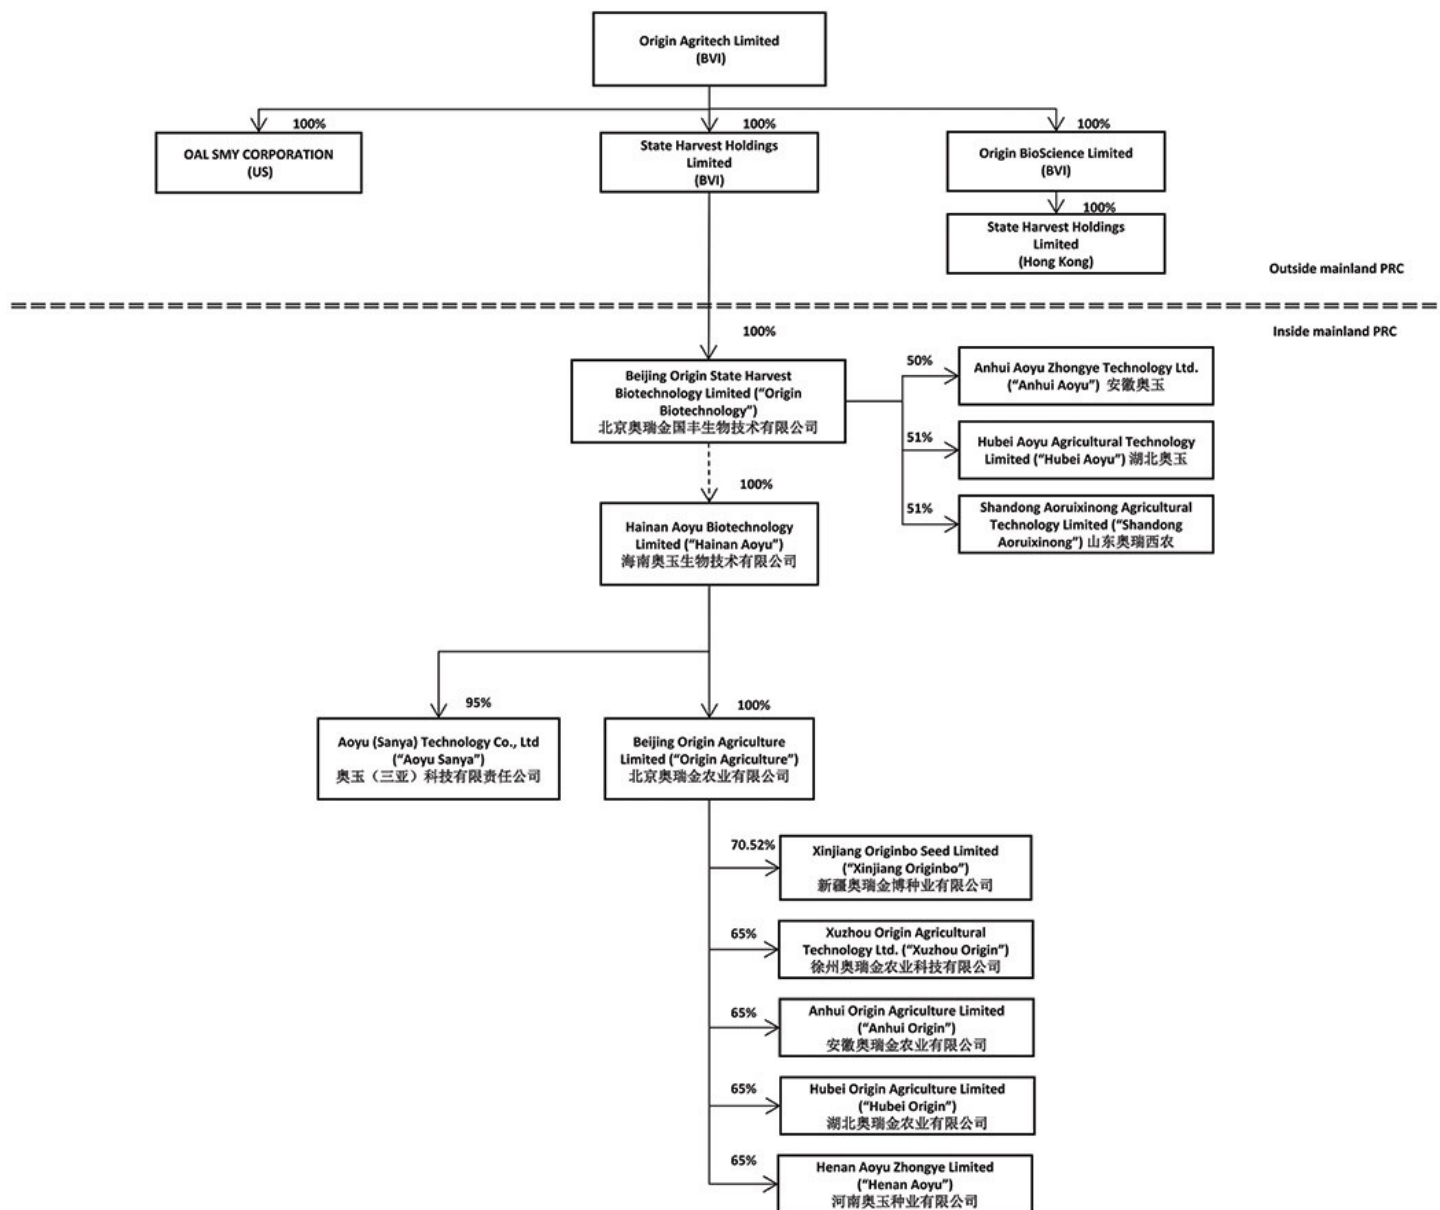 Origin Agritech Limited
(BVI)
100%
100%
100%
OAL SMY CORPORATION
(US)
State Harvest Holdings
Limited
(BVI)
Origin BioScience Limited
(BVI)
100%
State Harvest Holdings
Limited
(Hong Kong)
Outside mainland PRC
Inside mainland PRC
100%
Beijing Origin State Harvest
Biotechnology Limited (“Origin
Biotechnology”)
北京奥瑞金国丰生物技术有限公司
50%
Anhui Aoyu Zhongye Technology Ltd.
(“Anhui Aoyu”) 安徽奥玉
51%
Hubei Aoyu Agricultural Technology
Limited (“Hubei Aoyu”) 湖北奥玉
51%
Shandong Aoruixinong Agricultural
Technology Limited (“Shandong
Aoruixinong”) 山东奥瑞西农
100%
Hainan Aoyu Biotechnology
Limited (“Hainan Aoyu”)
海南奥玉生物技术有限公司
95%
Aoyu (Sanya) Technology Co., Ltd
(“Aoyu Sanya”)
奥玉（三亚）科技有限责任公司
100%
Beijing Origin Agriculture
Limited (“Origin Agriculture”)
北京奥瑞金农业有限公司
70.52%
Xinjiang Originbo Seed Limited
(“Xinjiang Originbo”)
新疆奥瑞金博种业有限公司
65%
Xuzhou Origin Agricultural
Technology Ltd. (“Xuzhou Origin”)
徐州奥瑞金农业科技有限公司
65%
Anhui Origin Agriculture Limited
(“Anhui Origin”)
安徽奥瑞金农业有限公司
65%
Hubei Origin Agriculture Limited
(“Hubei Origin”)
湖北奥瑞金农业有限公司
65%
Henan Aoyu Zhongye Limited
(“Henan Aoyu”)
河南奥玉种业有限公司